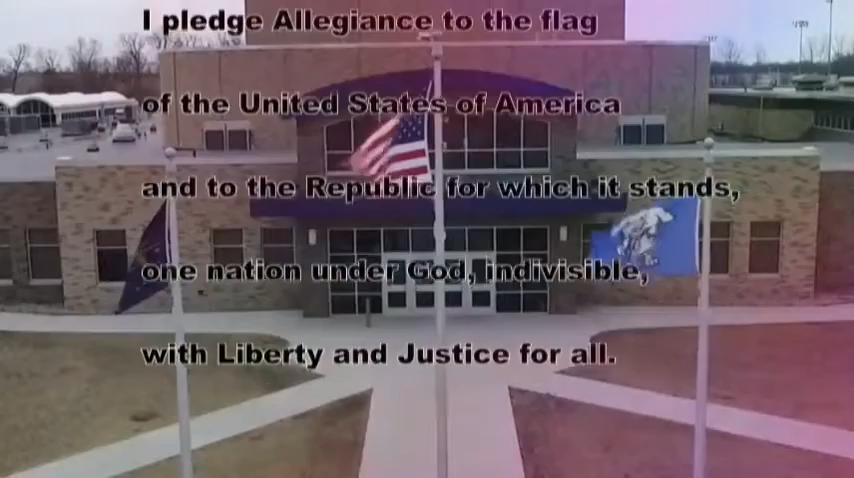 I pledge Allegiance to the flag
of the United States of America
and to the Republic for which it stands,
one nation under God, indivisible,
with Liberty and Justice for all.